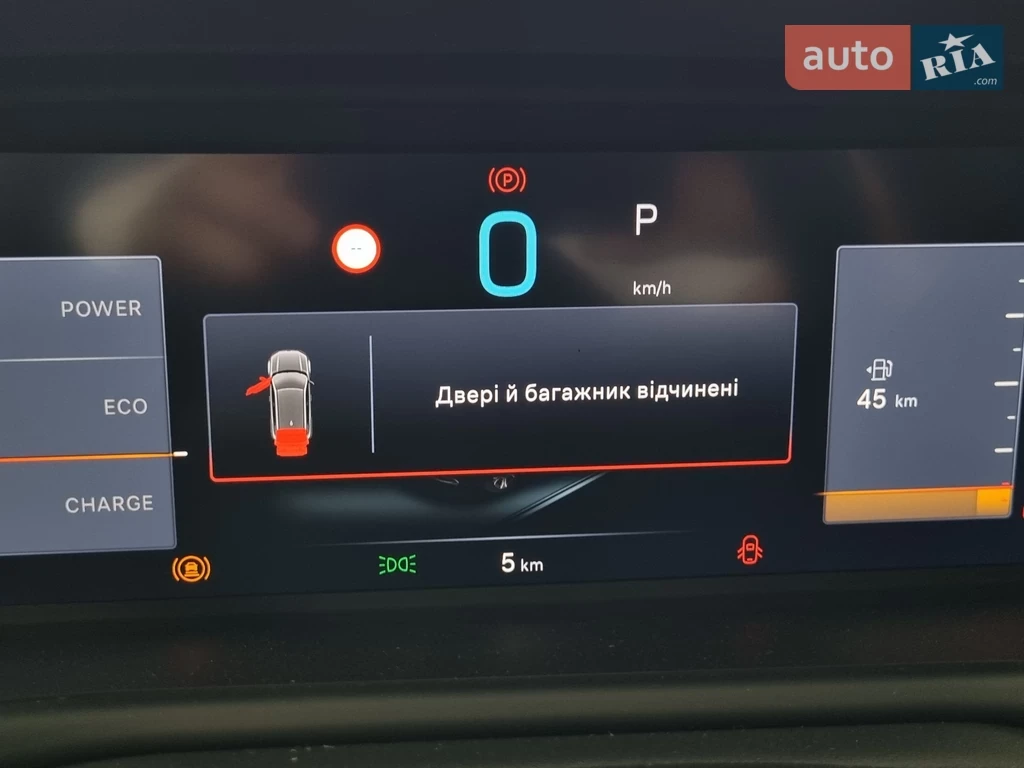 auto RIA.com
P
0
P
--
km/h
POWER
ECO
CHARGE
Двері й багажник відчинені
45 km
5 km